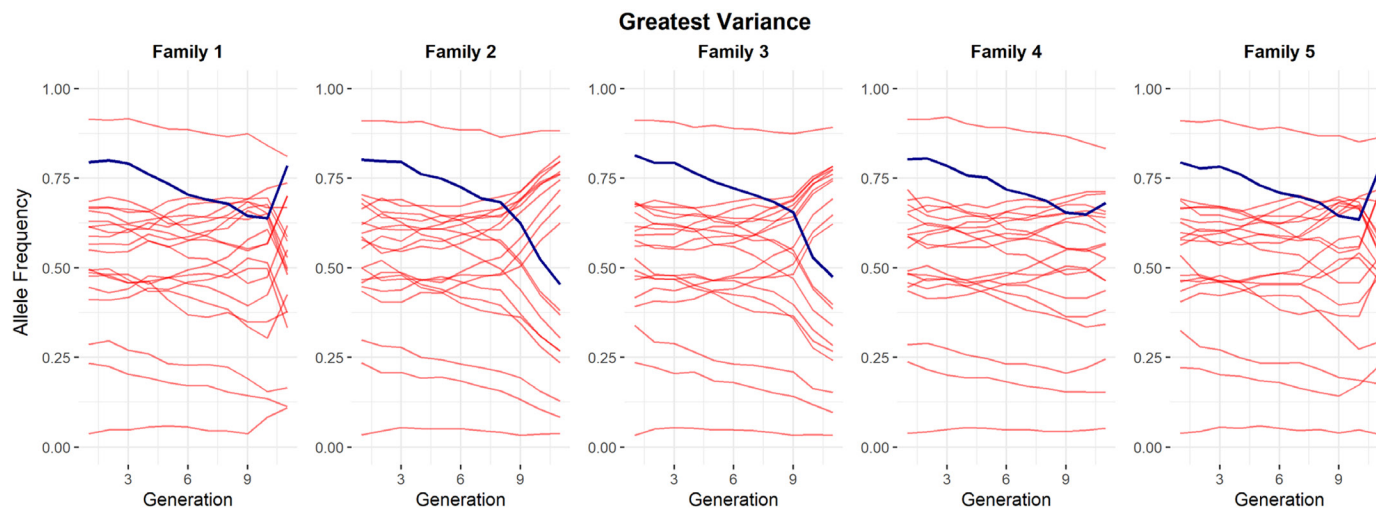 Greatest Variance
Family 1 Family 2 Family 3 Family 4 Family 5
Allele Frequency
1.00 1.00 1.00 1.00 1.00
0.75 0.75 0.75 0.75 0.75
0.50 0.50 0.50 0.50 0.50
0.25 0.25 0.25 0.25 0.25
0.00 0.00 0.00 0.00 0.00
3 6 9 3 6 9 3 6 9 3 6 9 3 6 9
Generation Generation Generation Generation Generation